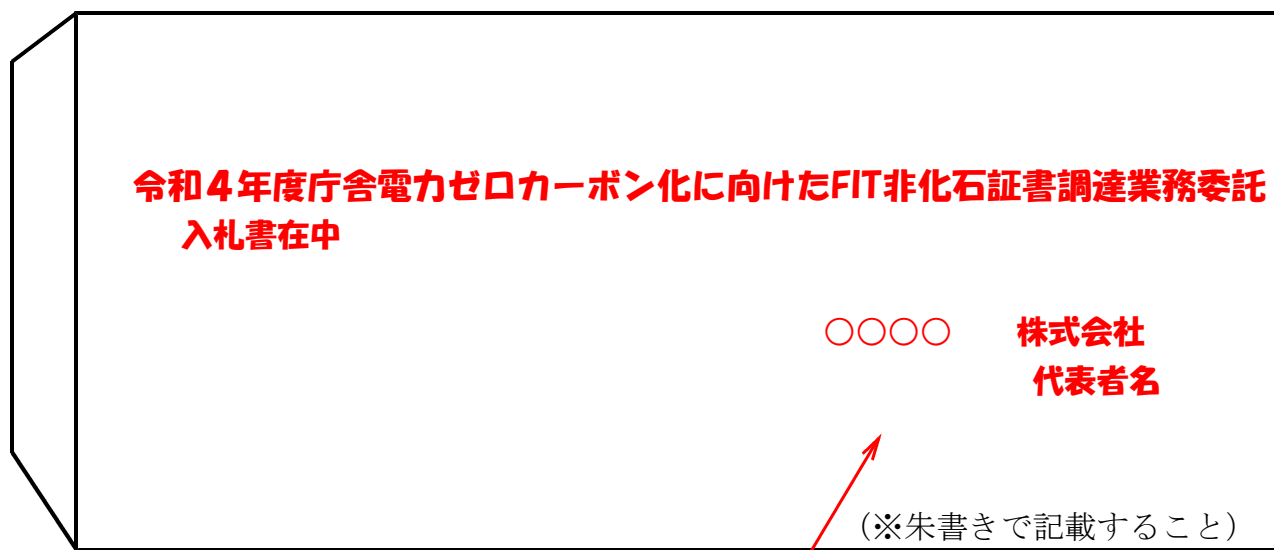 令和４年度庁舎電力ゼロカーボン化に向けたFIT非化石証書調達業務委託
入札書在中
○○○○　株式会社
代表者名
（※朱書きで記載すること）